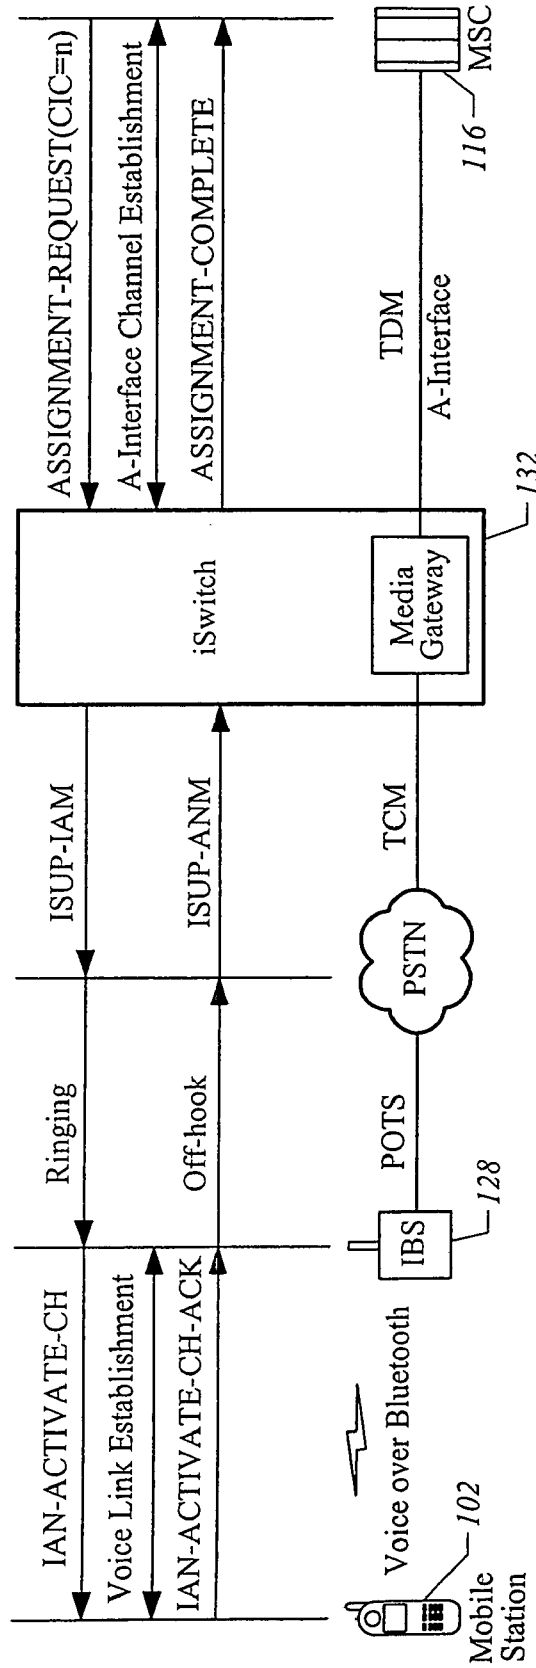 IAN-ACTIVATE-CH
Voice Link Establishment
IAN-ACTIVATE-CH-ACK
Ringing
Off-hook
ISUP-IAM
ISUP-ANM
iSwitch
ASSIGNMENT-REQUEST(CIC=n)
A-Interface Channel Establishment
ASSIGNMENT-COMPLETE
Voice over Bluetooth
102
Mobile
Station
IBS
128
POTS
PSTN
TCM
Media
Gateway
132
TDM
A-Interface
116
MSC